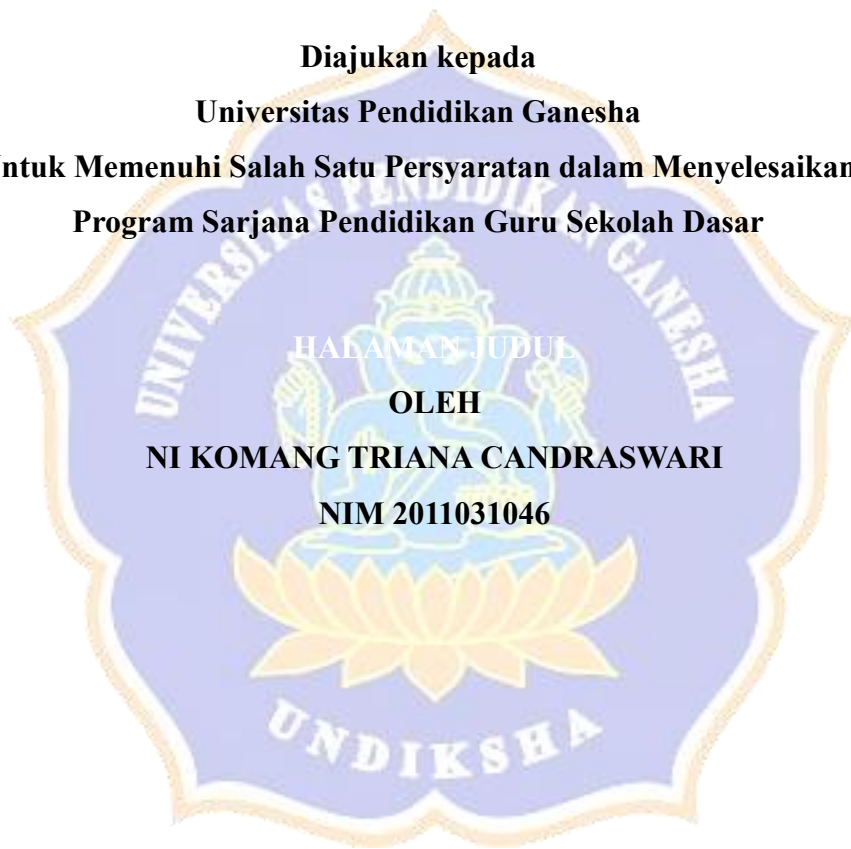 Diajukan kepada
Universitas Pendidikan Ganesha
ntuk Memenuhi Salah Satu Persyaratan dalam Menyelesaikan
Program Sarjana Pendidikan Guru Sekolah Dasar
UNIVERSITAS PENDIDIKAN GANESHA
HALAMAN JUDUL
OLEH
NI KOMANG TRIANA CANDRASWARI
NIM 2011031046
UNDIKSHA